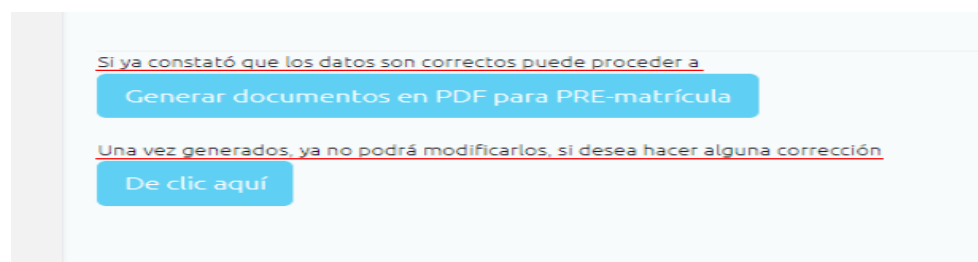 Si ya constató que los datos son correctos puede proceder a
Generar documentos en PDF para PRE-matrícula
Una vez generados, ya no podrá modificarlos, si desea hacer alguna corrección
De clic aquí